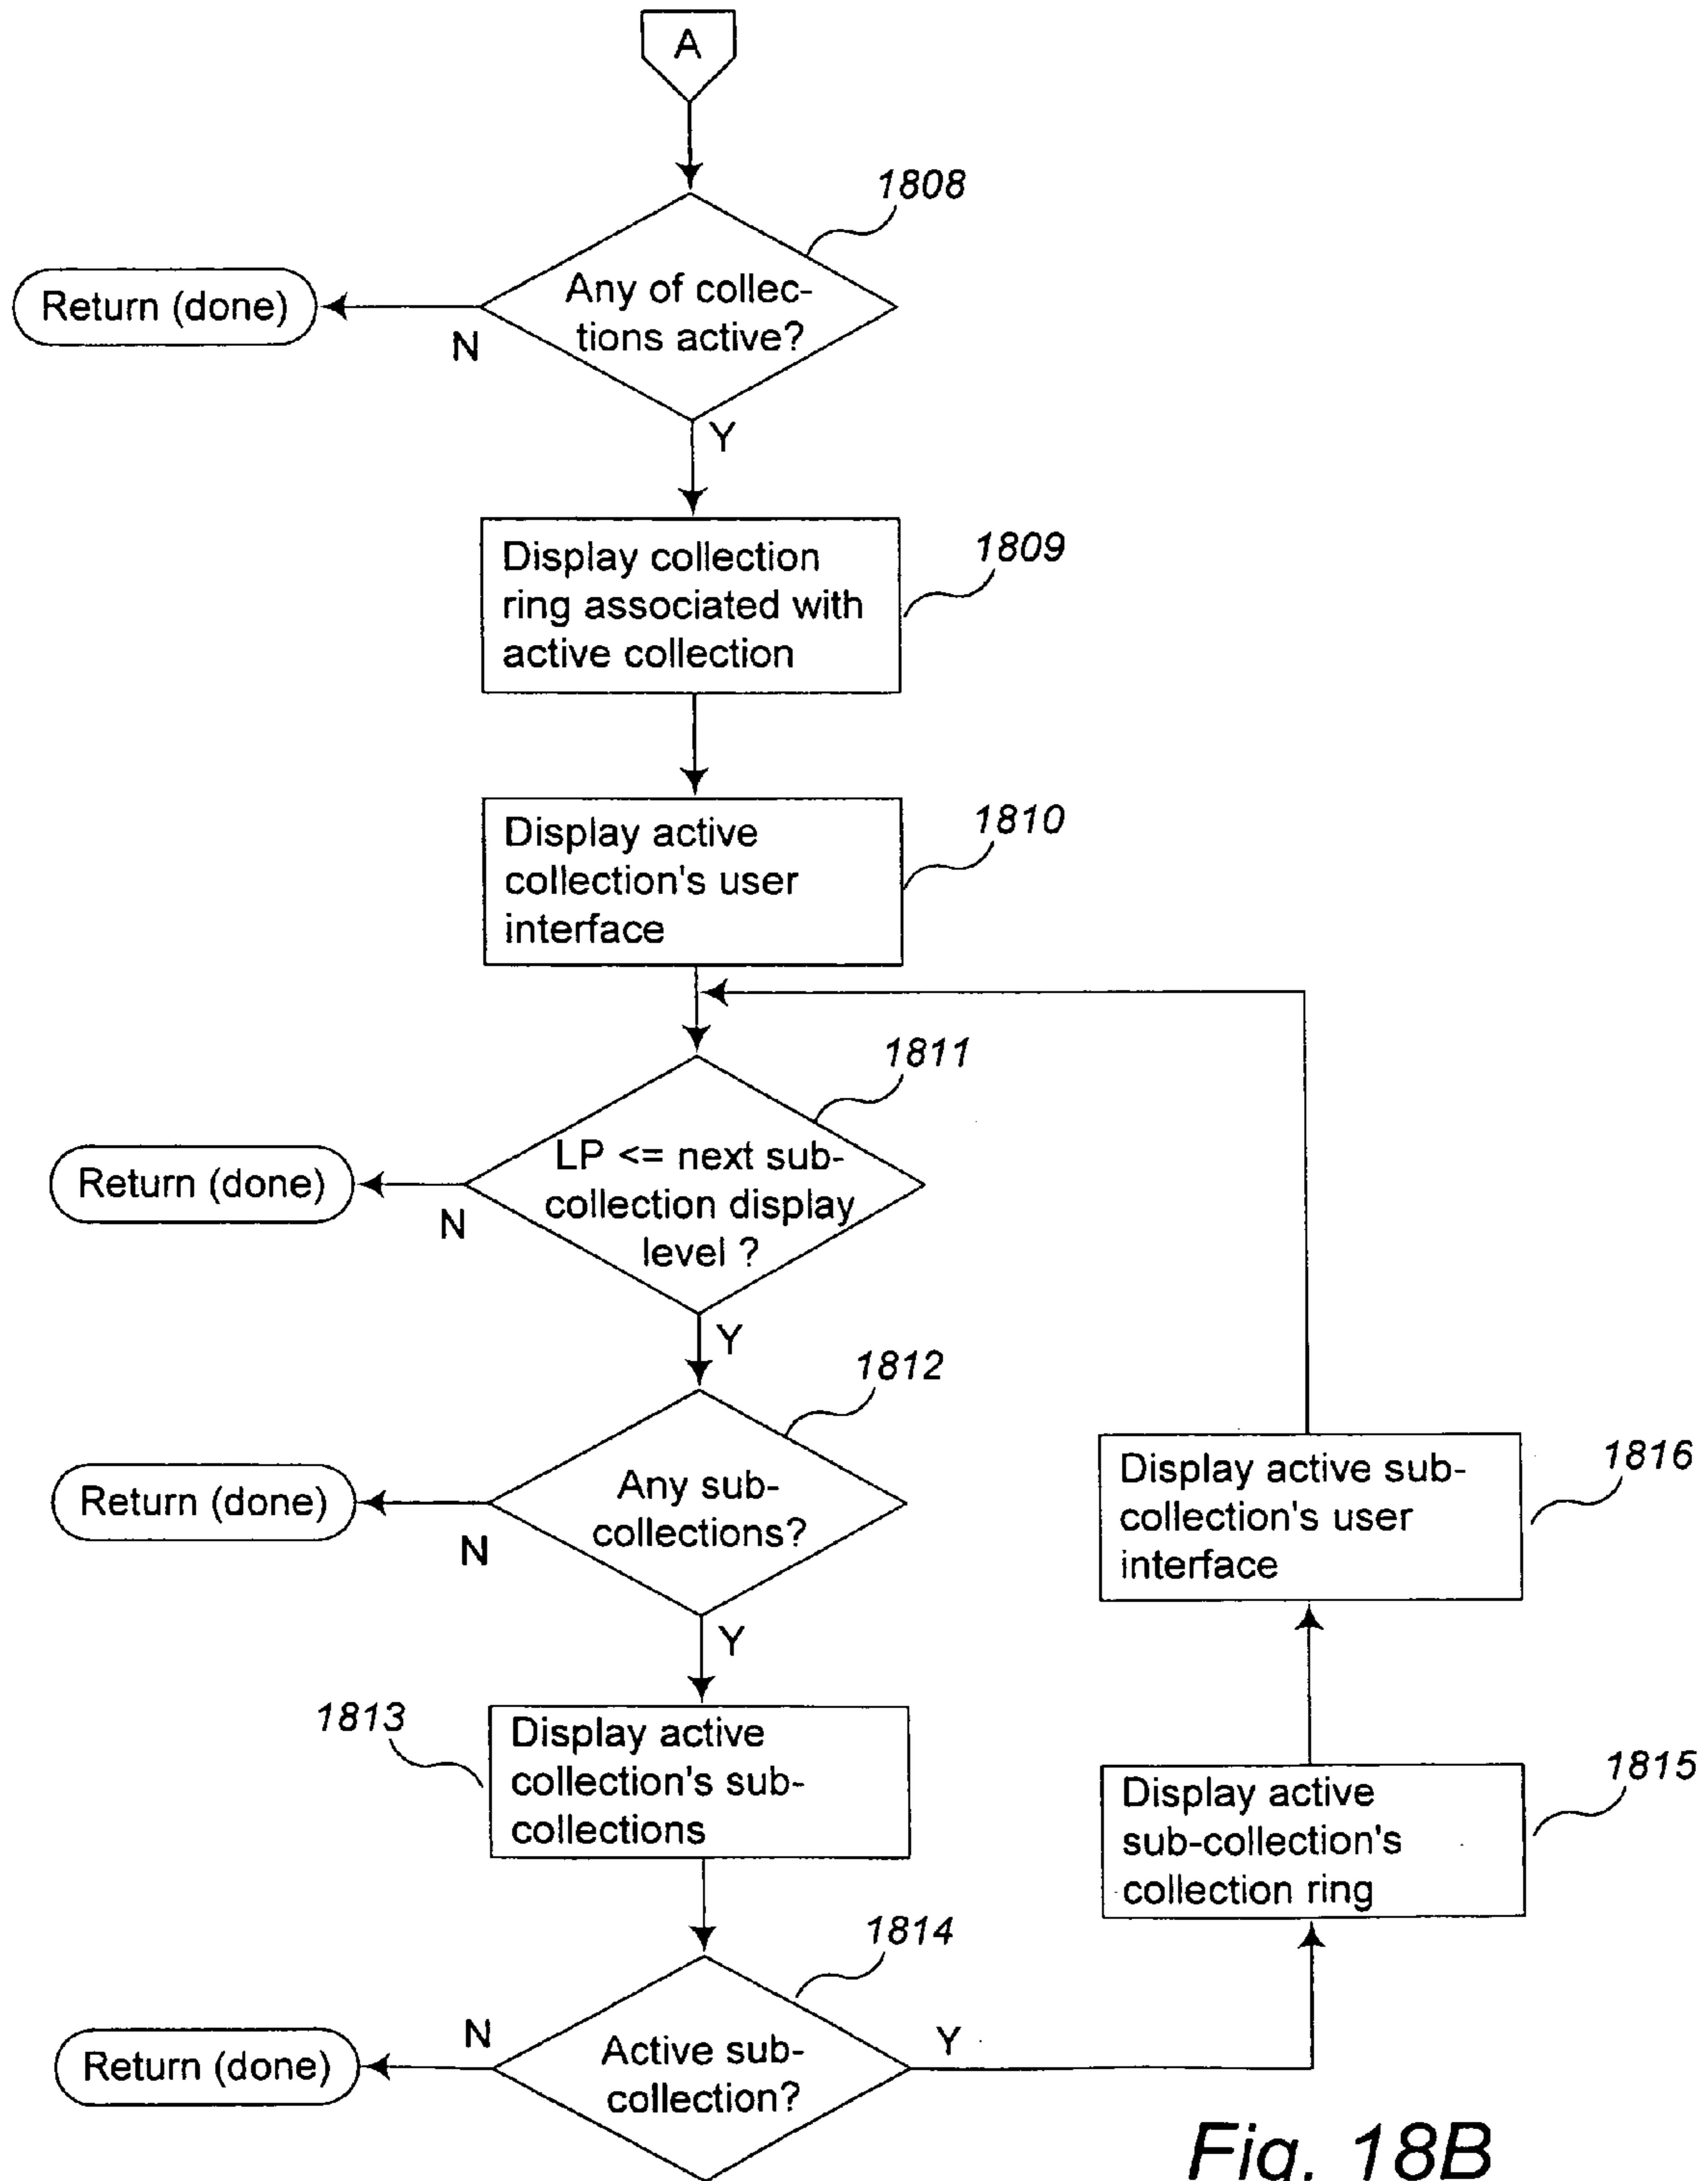 A
1808
Any of collec-
tions active?
Return (done)
N
Y
1809
Display collection
ring associated with
active collection
1810
Display active
collection's user
interface
1811
LP <= next sub-
collection display
level ?
Return (done)
N
Y
1812
Any sub-
collections?
Return (done)
N
Y
1813
Display active
collection's sub-
collections
1814
Active sub-
collection?
N
Return (done)
Y
1815
Display active
sub-collection's
collection ring
1816
Display active sub-
collection's user
interface
Fig. 18B